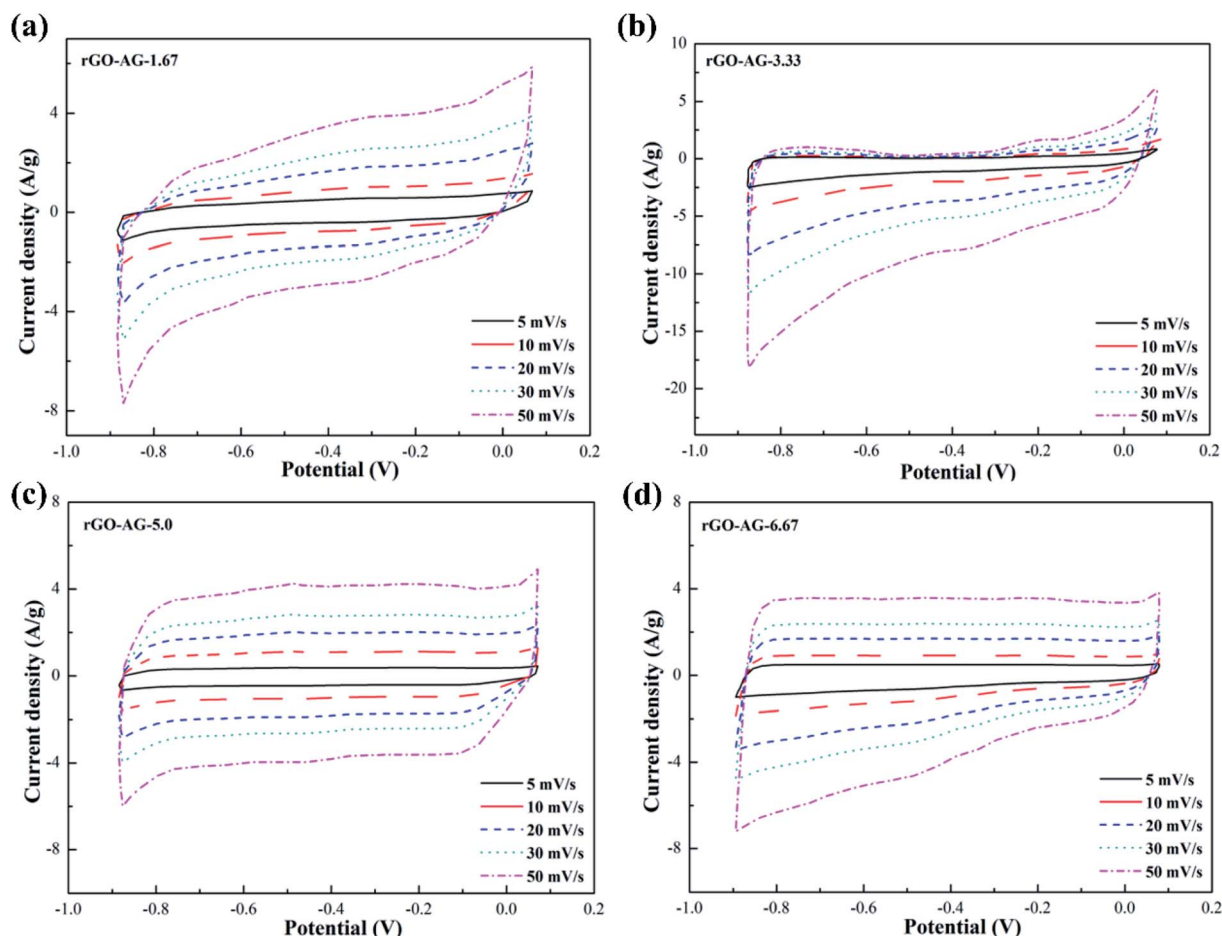 (a)
rGO-AG-1.67
Current density (A/g)
4
0
-4
-8
5 mV/s
10 mV/s
20 mV/s
30 mV/s
50 mV/s
-1.0 -0.8 -0.6 -0.4 -0.2 0.0 0.2
Potential (V)
(b)
rGO-AG-3.33
Current density (A/g)
10
5
0
-5
-10
-15
-20
5 mV/s
10 mV/s
20 mV/s
30 mV/s
50 mV/s
-1.0 -0.8 -0.6 -0.4 -0.2 0.0 0.2
Potential (V)
(c)
rGO-AG-5.0
Current density (A/g)
8
4
0
-4
-8
5 mV/s
10 mV/s
20 mV/s
30 mV/s
50 mV/s
-1.0 -0.8 -0.6 -0.4 -0.2 0.0 0.2
Potential (V)
(d)
rGO-AG-6.67
Current density (A/g)
8
4
0
-4
-8
5 mV/s
10 mV/s
20 mV/s
30 mV/s
50 mV/s
-1.0 -0.8 -0.6 -0.4 -0.2 0.0 0.2
Potential (V)